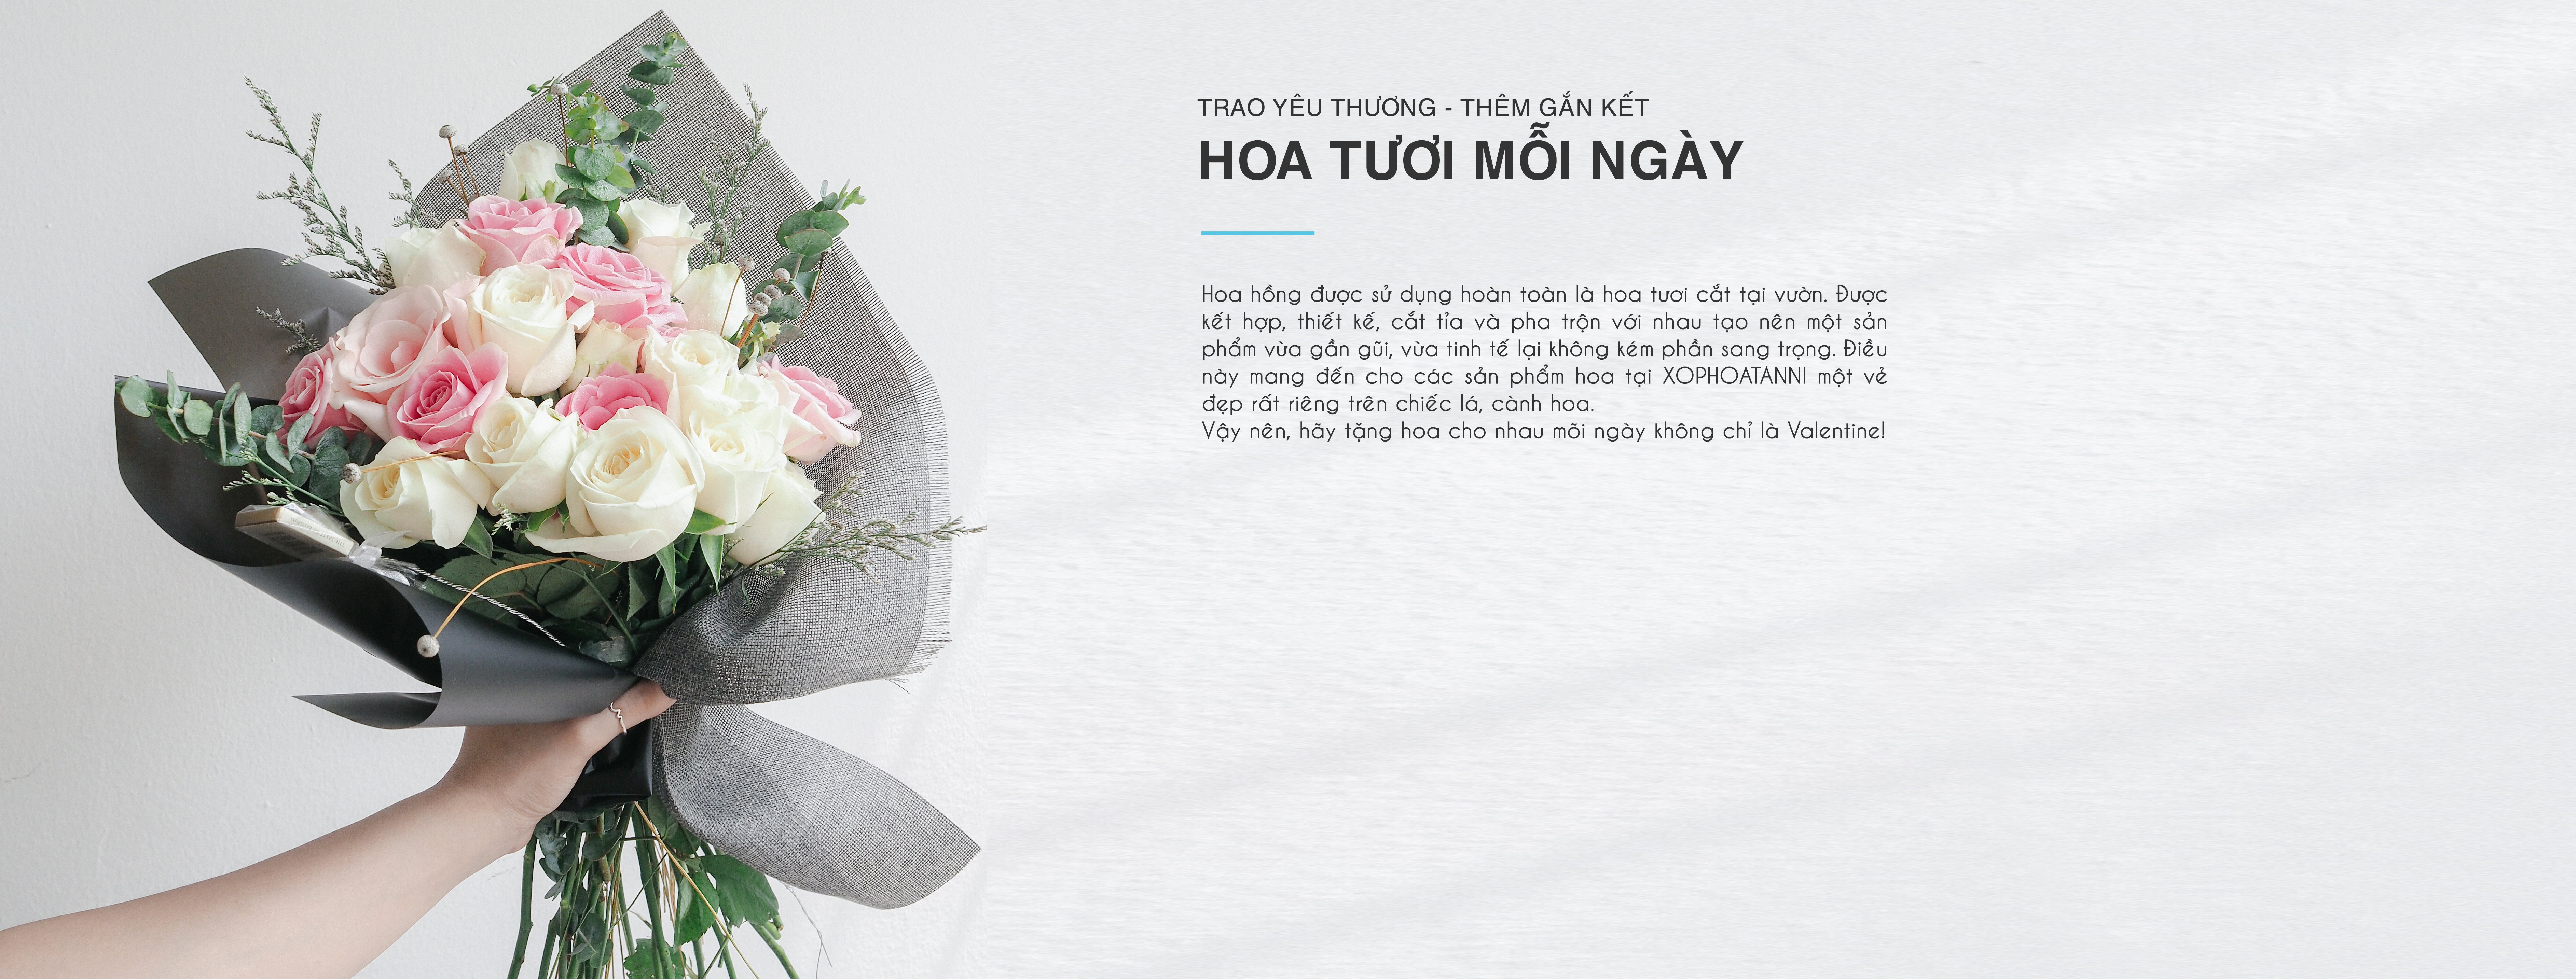 TRAO YÊU THƯƠNG - THÊM GẮN KẾT
HOA TƯƠI MỖI NGÀY
Hoa hồng được sử dụng hoàn toàn là hoa tươi cắt tại vườn. Được
kết hợp, thiết kế, cắt tỉa và pha trộn với nhau tạo nên một sản
phẩm vừa gần gũi, vừa tinh tế lại không kém phần sang trọng. Điều
này mang đến cho các sản phẩm hoa tại XOPHOATANNI một vẻ
đẹp rất riêng trên chiếc lá, cành hoa.
Vậy nên, hãy tặng hoa cho nhau mõi ngày không chỉ là Valentine!